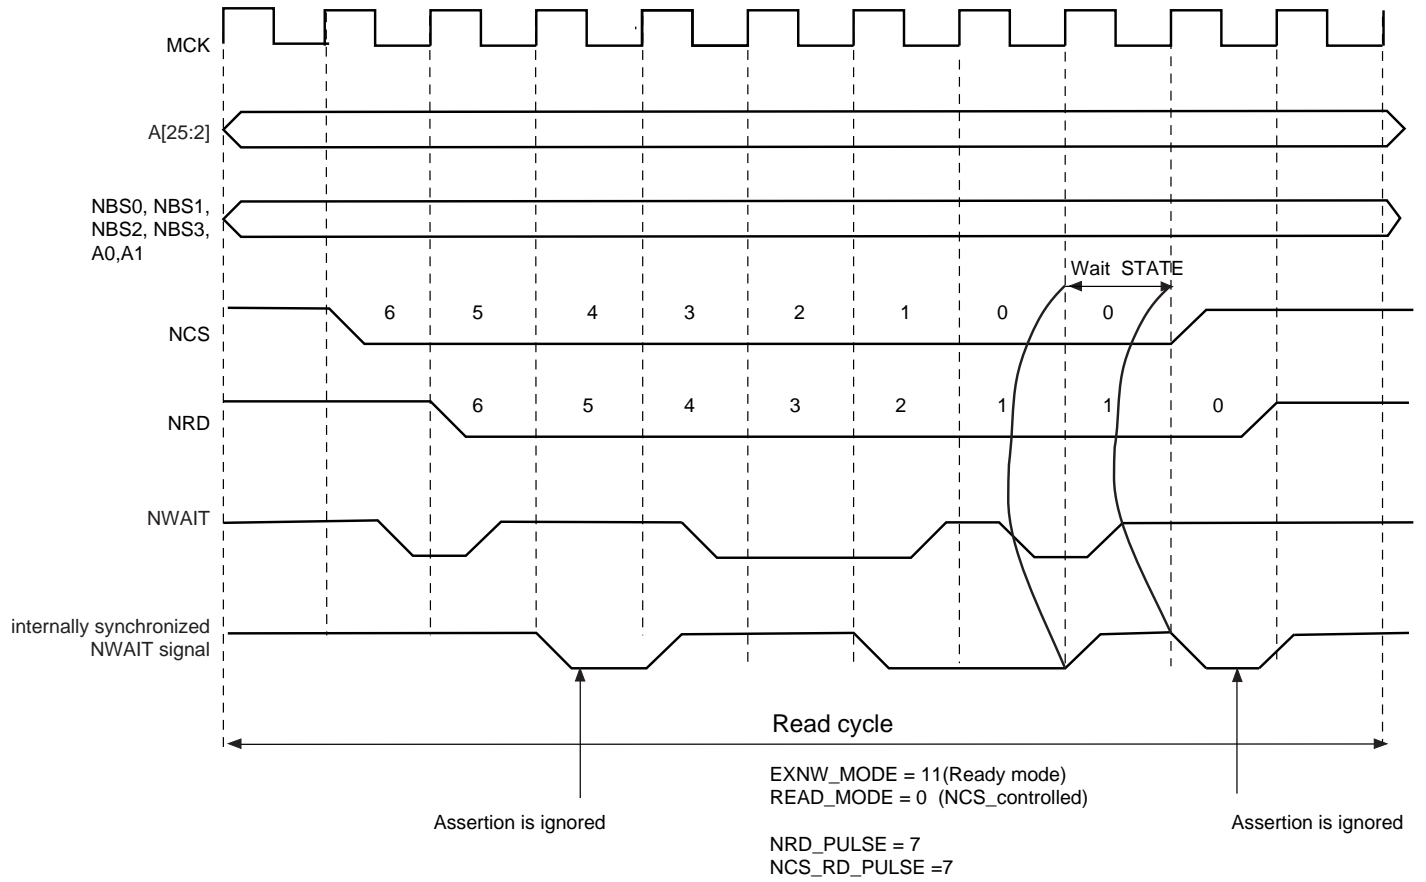 MCK
A[25:2]
NBS0, NBS1,
NBS2, NBS3,
A0,A1
Wait STATE
NCS
6 5 4 3 2 1 0 0
NRD
6 5 4 3 2 1 1 0
NWAIT
internally synchronized
NWAIT signal
Read cycle
EXNW_MODE = 11(Ready mode)
READ_MODE = 0 (NCS_controlled)
Assertion is ignored
Assertion is ignored
NRD_PULSE = 7
NCS_RD_PULSE =7